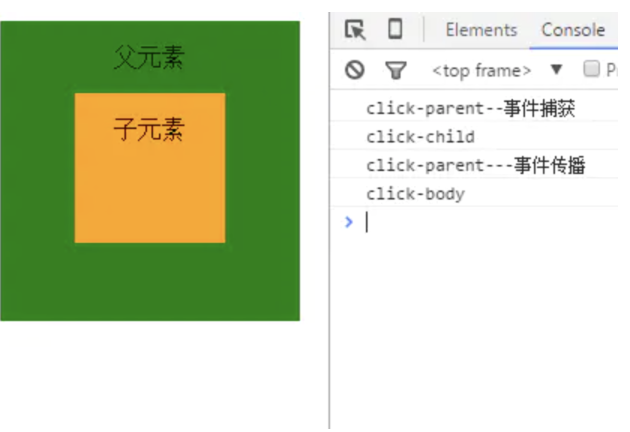 父元素
子元素
Elements Console
<top frame> ▼
click-parent--事件捕获
click-child
click-parent---事件传播
click-body